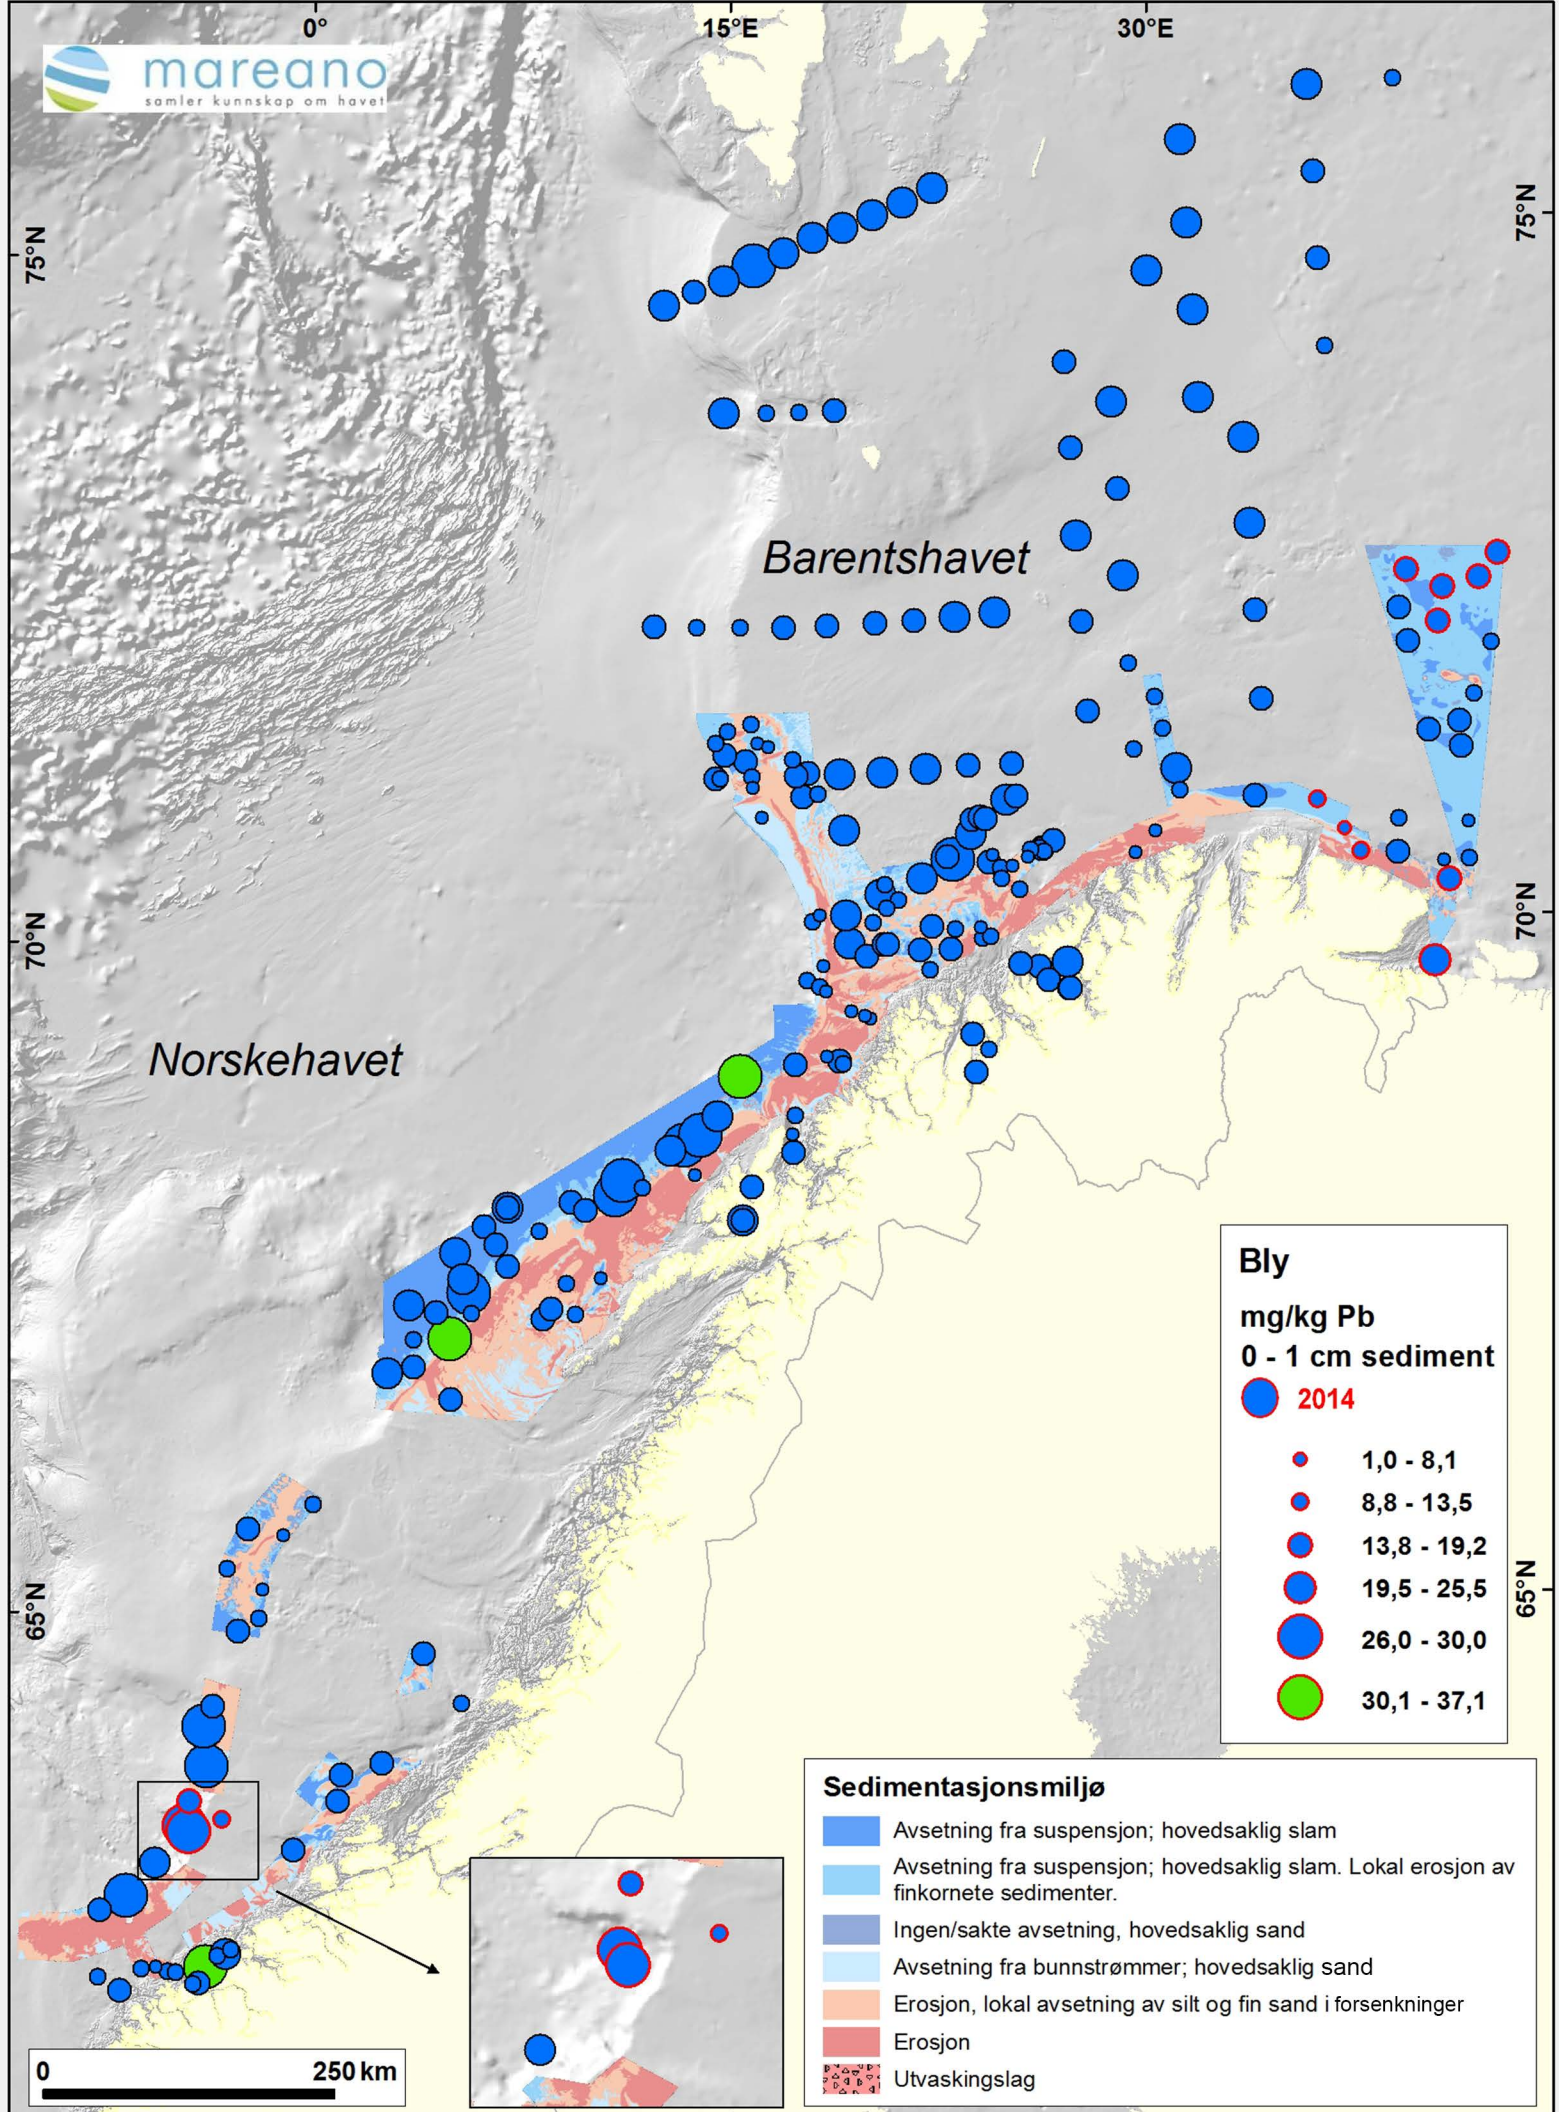 0°
15°E
30°E
mareano
samler kunnskap om havet
75°N
75°N
Barentshavet
70°N
70°N
Norskehavet
Bly
mg/kg Pb
0 - 1 cm sediment
2014
1,0 - 8,1
8,8 - 13,5
13,8 - 19,2
19,5 - 25,5
26,0 - 30,0
30,1 - 37,1
65°N
65°N
Sedimentasjonsmiljø
Avsetning fra suspensjon; hovedsaklig slam
Avsetning fra suspensjon; hovedsaklig slam. Lokal erosjon av
finkornete sedimenter.
Ingen/sakte avsetning, hovedsaklig sand
Avsetning fra bunnstrømmer; hovedsaklig sand
Erosjon, lokal avsetning av silt og fin sand i forsenkninger
Erosjon
Utvaskingslag
0 250 km